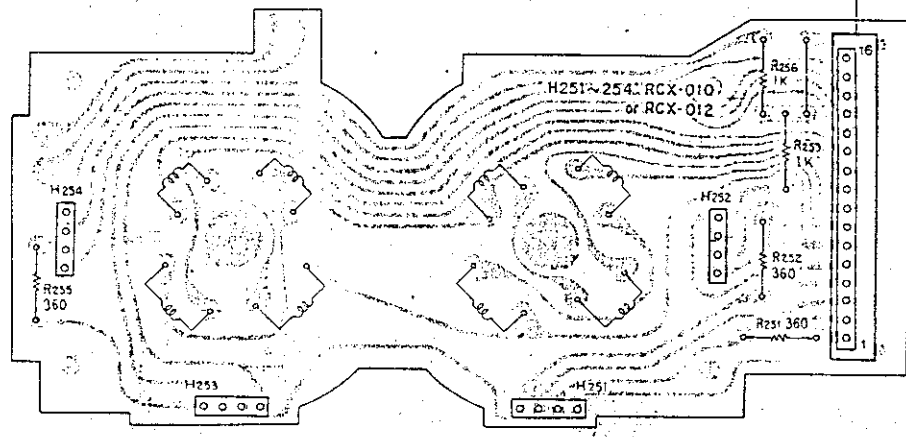 16
R256
1K
H251~254: RCX-010
or RCX-012
R253
1K
H254
H252
R255
360
R252
360
R251 360
1
H253
H251